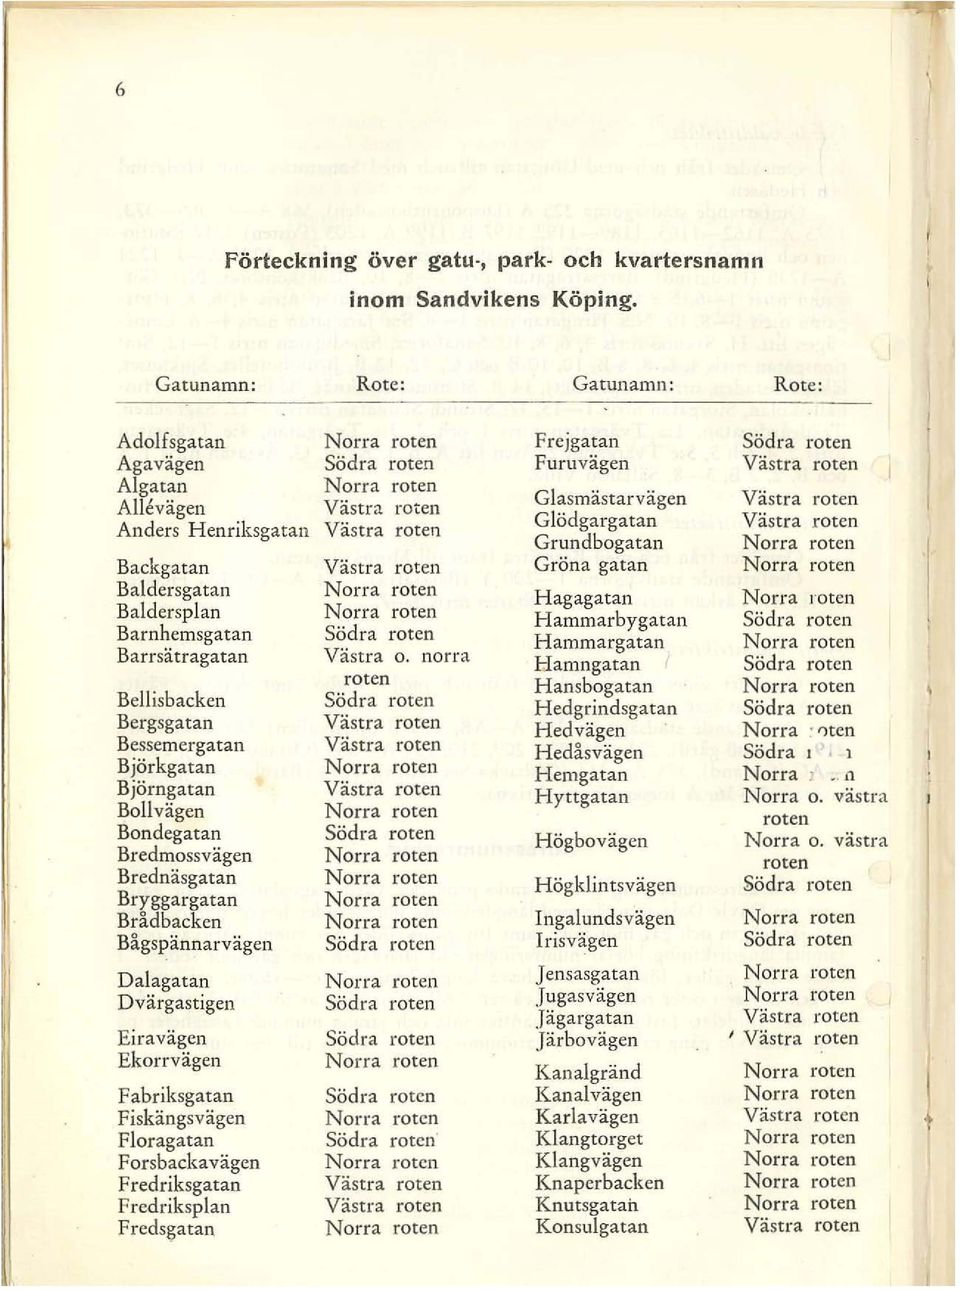 6
Förteckning över gatu-, park- och kvartersnamn
inom Sandvikens Köping.
Gatunamn: Rote: Gatunamn: Rote:
Adolfsgatan Norra roten
Agavägen Södra roten
Algatan Norra roten
Allévägen Västra roten
Anders Henriksgatan Västra roten
Backgatan Västra roten
Baldersgatan Norra roten
Baldersplan Norra roten
Barnhemsgatan Södra roten
Barrsätragatan Västra o. norra
roten
Bellisbacken Södra roten
Bergsgatan Västra roten
Bessemergatan Västra roten
Björkgatan Norra roten
Björngatan Västra roten
Bollvägen Norra roten
Bondegatan Södra roten
Bredmossvägen Norra roten
Brednäsgatan Norra roten
Bryggargatan Norra roten
Brådbacken Norra roten
Bågspännarvägen Södra roten
Dalagatan Norra roten
Dvärgastigen Södra roten
Eiravägen Södra roten
Ekorrvägen Norra roten
Fabriksgatan Södra roten
Fiskängsvägen Norra roten
Floragatan Södra roten
Forsbackavägen Norra roten
Fredriksgatan Västra roten
Fredriksplan Västra roten
Fredsgatan Norra roten
Frejgatan Södra roten
Furuvägen Västra roten
Glasmästarvägen Västra roten
Glödgargatan Västra roten
Grundbogatan Norra roten
Gröna gatan Norra roten
Hagagatan Norra roten
Hammarbygatan Södra roten
Hammargatan Norra roten
Hamngatan Södra roten
Hansbogatan Norra roten
Hedgrindsgatan Södra roten
Hedvägen Norra roten
Hedåsvägen Södra
Hemgatan Norra
Hyttgatan Norra o. västra
roten
Högbovägen Norra o. västra
roten
Högklintsvägen Södra roten
Ingalundsvägen Norra roten
Irisvägen Södra roten
Jensasgatan Norra roten
Jugasvägen Norra roten
Jägargatan Västra roten
Järbovägen Västra roten
Kanalgränd Norra roten
Kanalvägen Norra roten
Karlavägen Västra roten
Klangtorget Norra roten
Klangvägen Norra roten
Knaperbacken Norra roten
Knutsgatan Norra roten
Konsulgatan Västra roten